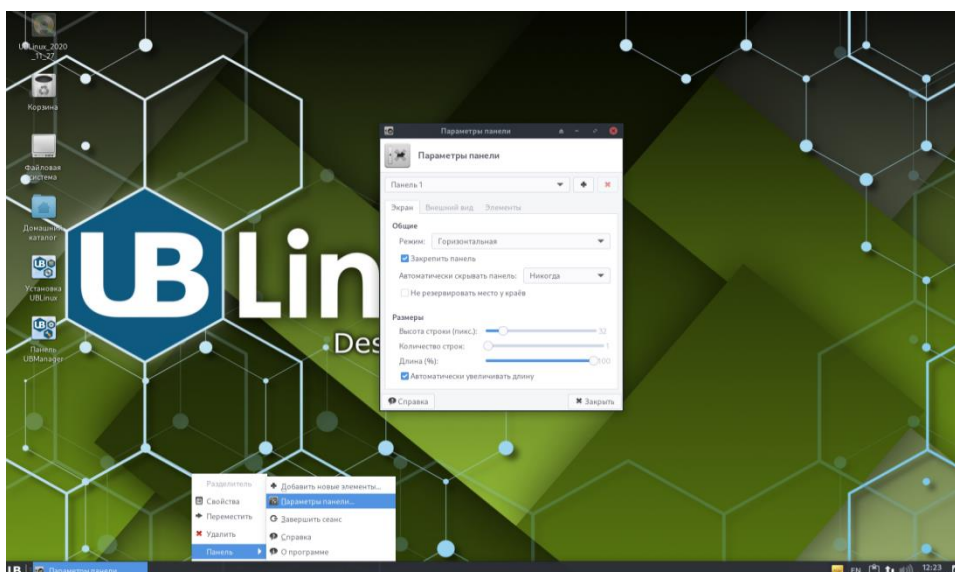 UBLinux_2020
_11_27
Корзина
Файловая
система
Домашний
каталог
Установка
UBLinux
Панель
UBManager
UB Lin
Des
Параметры панели
Параметры панели
Панель 1
Экран Внешний вид Элементы
Общие
Режим: Горизонтальная
Закрепить панель
Автоматически скрывать панель: Никогда
Не резервировать место у краёв
Размеры
Высота строки (пикс.): 32
Количество строк: 1
Длина (%): 100
Автоматически увеличивать длину
Справка Закрыть
Разделитель
Свойства
Переместить
Удалить
Панель
Добавить новые элементы...
Параметры панели...
Завершить сеанс
Справка
О программе
UB Параметры панели EN 12:23